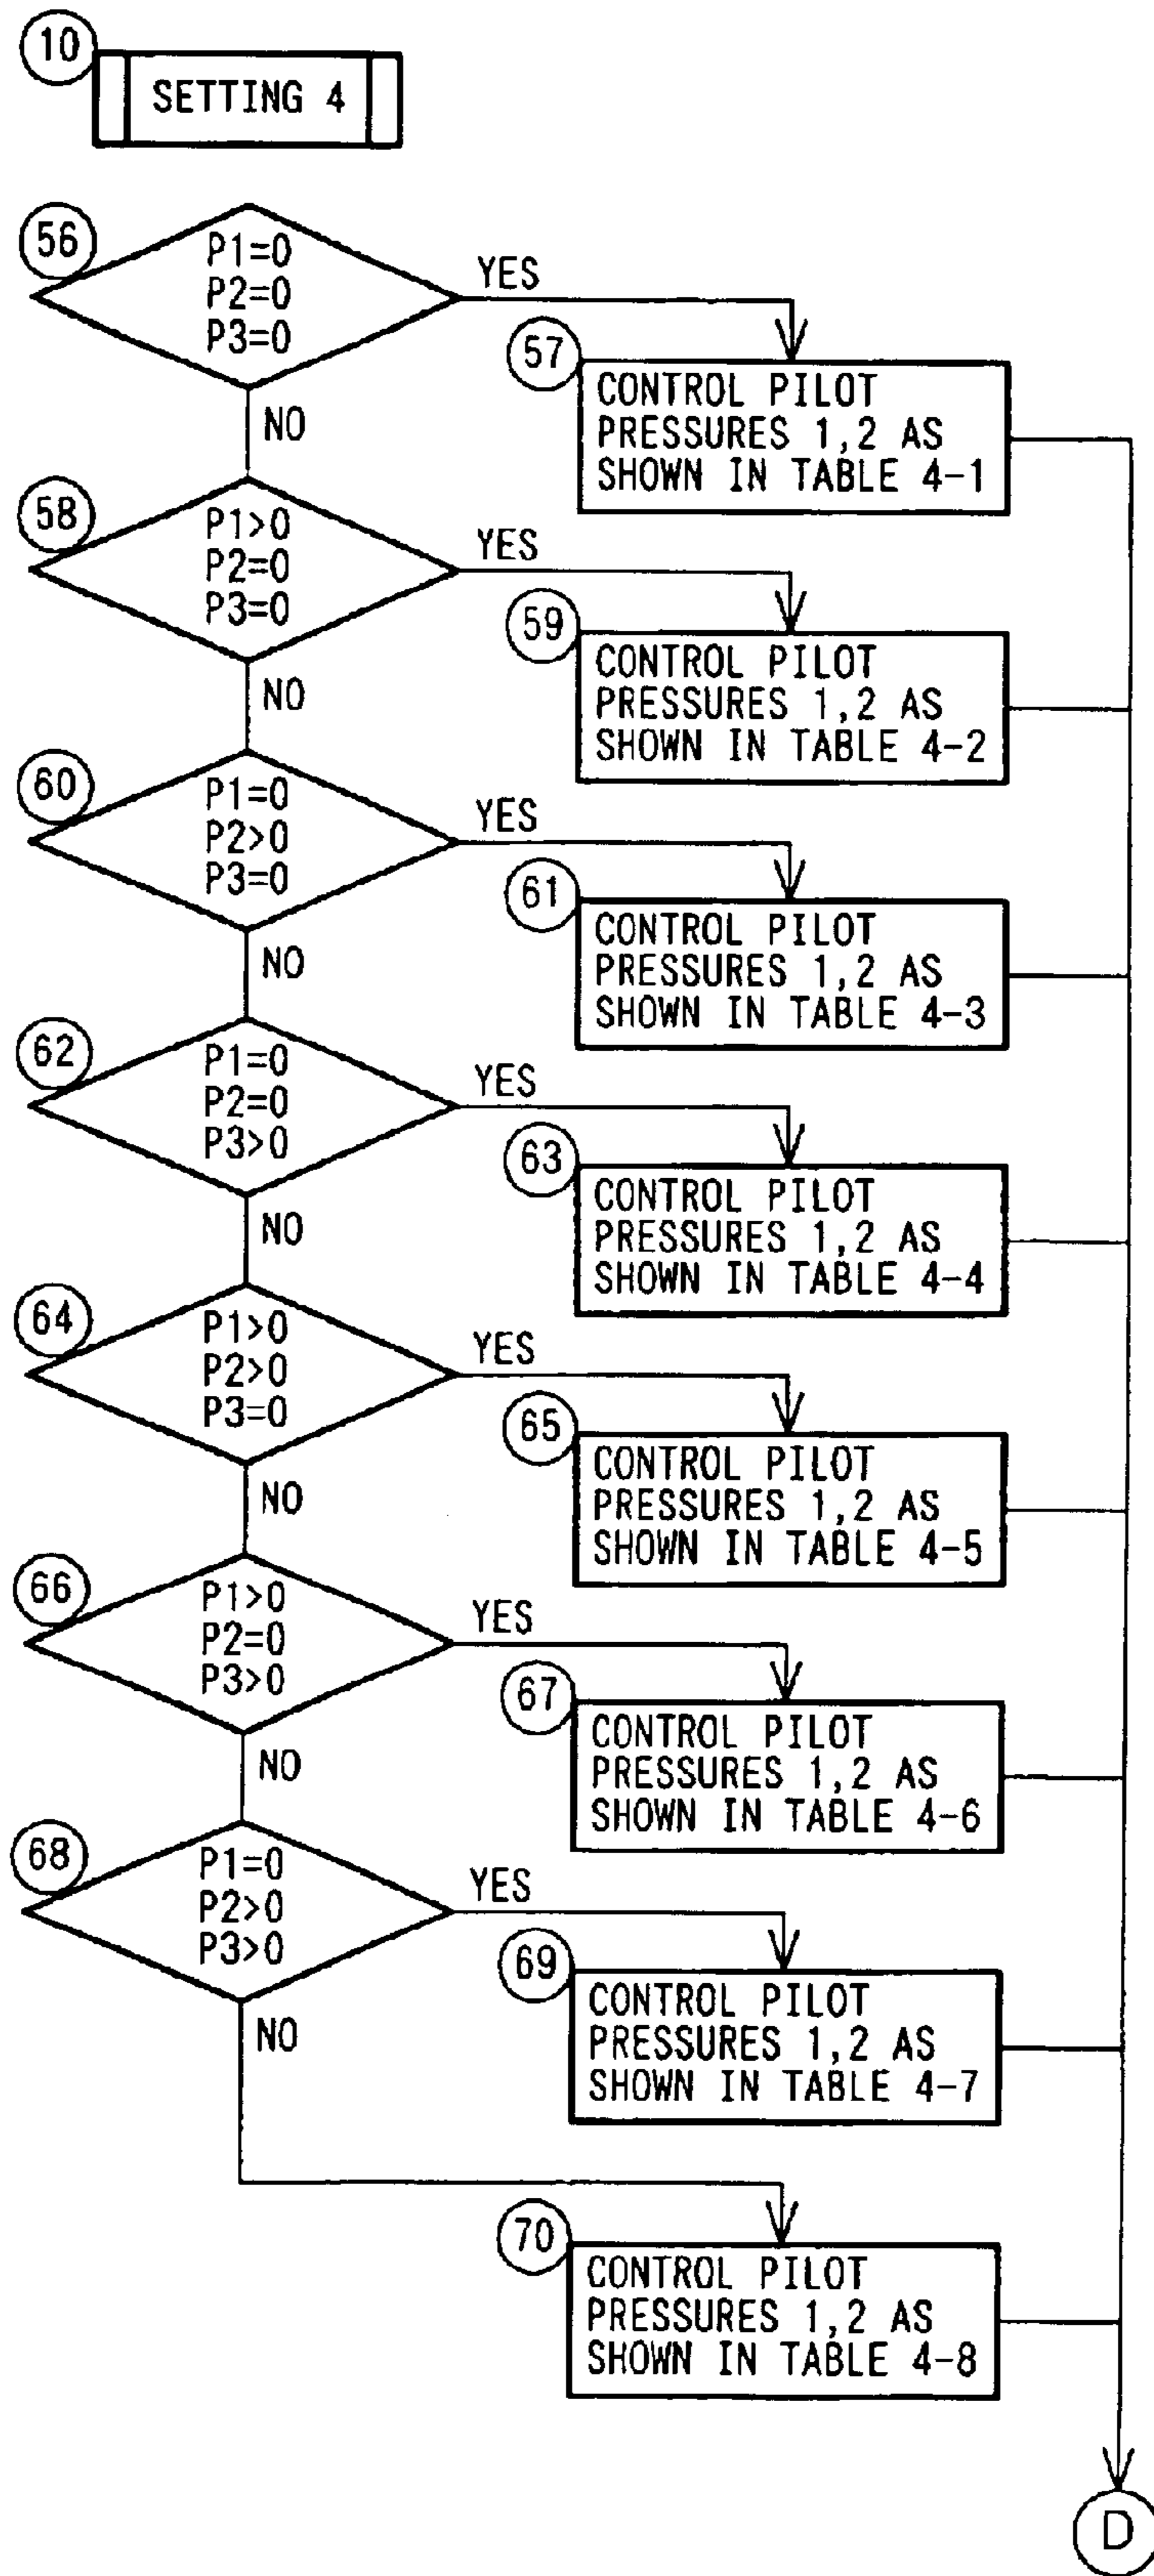 10
SETTING 4
56
P1=0
P2=0
P3=0
YES
NO
57
CONTROL PILOT
PRESSURES 1,2 AS
SHOWN IN TABLE 4-1
58
P1>0
P2=0
P3=0
YES
NO
59
CONTROL PILOT
PRESSURES 1,2 AS
SHOWN IN TABLE 4-2
60
P1=0
P2>0
P3=0
YES
NO
61
CONTROL PILOT
PRESSURES 1,2 AS
SHOWN IN TABLE 4-3
62
P1=0
P2=0
P3>0
YES
NO
63
CONTROL PILOT
PRESSURES 1,2 AS
SHOWN IN TABLE 4-4
64
P1>0
P2>0
P3=0
YES
NO
65
CONTROL PILOT
PRESSURES 1,2 AS
SHOWN IN TABLE 4-5
66
P1>0
P2=0
P3>0
YES
NO
67
CONTROL PILOT
PRESSURES 1,2 AS
SHOWN IN TABLE 4-6
68
P1=0
P2>0
P3>0
YES
NO
69
CONTROL PILOT
PRESSURES 1,2 AS
SHOWN IN TABLE 4-7
70
CONTROL PILOT
PRESSURES 1,2 AS
SHOWN IN TABLE 4-8
D